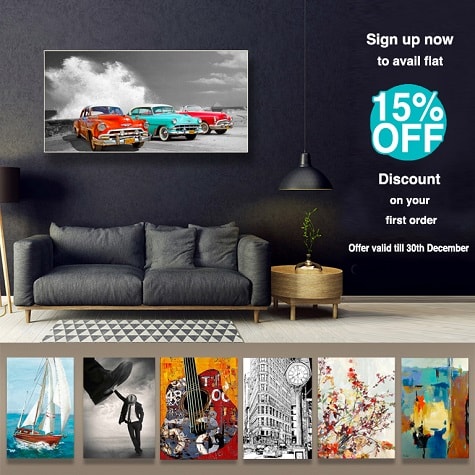 Sign up now
to avail flat
15%
OFF
Discount
on your
first order
Offer valid till 30th December